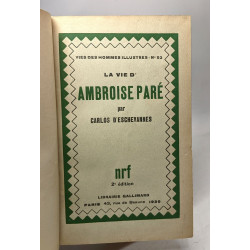 VIES DES HOMMES ILLUSTRES - N° 52
LA VIE D'
AMBROISE PARÉ
par
CARLOS D'ESCHEVANNES
nrf
2e édition
LIBRAIRIE GALLIMARD
PARIS 43, rue de Beaune 1930